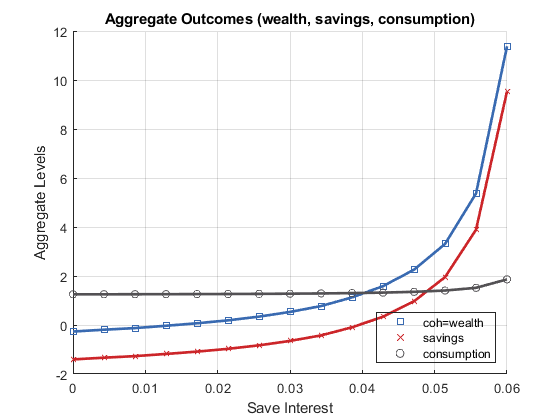 Aggregate Outcomes (wealth, savings, consumption)
12
10
8
6
4
2
0
-2
Aggregate Levels
0 0.01 0.02 0.03 0.04 0.05 0.06
Save Interest
coh=wealth
savings
consumption